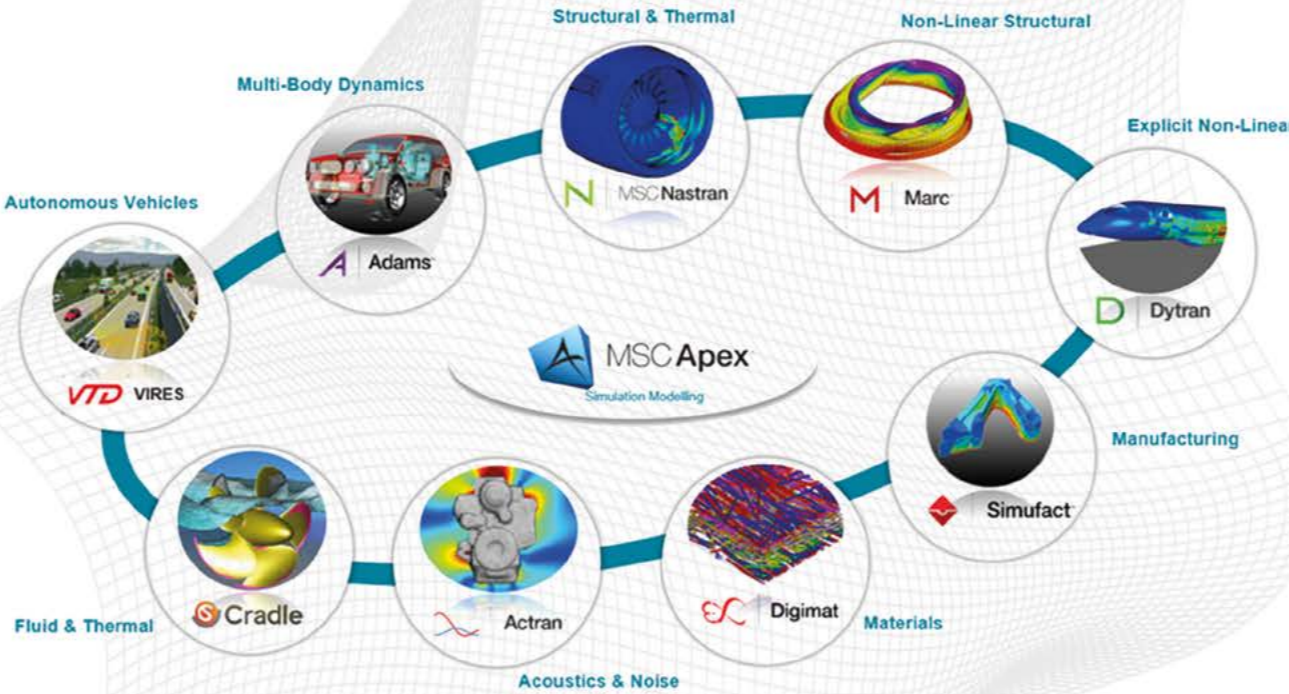 Structural & Thermal
Non-Linear Structural
Multi-Body Dynamics
Explicit Non-Linear
Autonomous Vehicles
N MSC Nastran
M Marc
A Adams
D Dytran
VTD VIRES
MSC Apex
Simulation Modelling
Manufacturing
Simufact
Cradle
Actran
Digimat
Fluid & Thermal
Materials
Acoustics & Noise